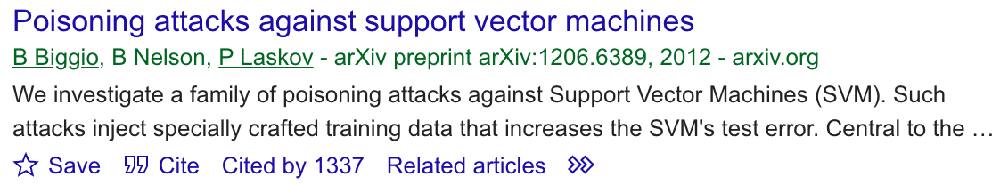 Poisoning attacks against support vector machines
B Biggio, B Nelson, P Laskov - arXiv preprint arXiv:1206.6389, 2012 - arxiv.org
We investigate a family of poisoning attacks against Support Vector Machines (SVM). Such
attacks inject specially crafted training data that increases the SVM's test error. Central to the …
Save Cite Cited by 1337 Related articles